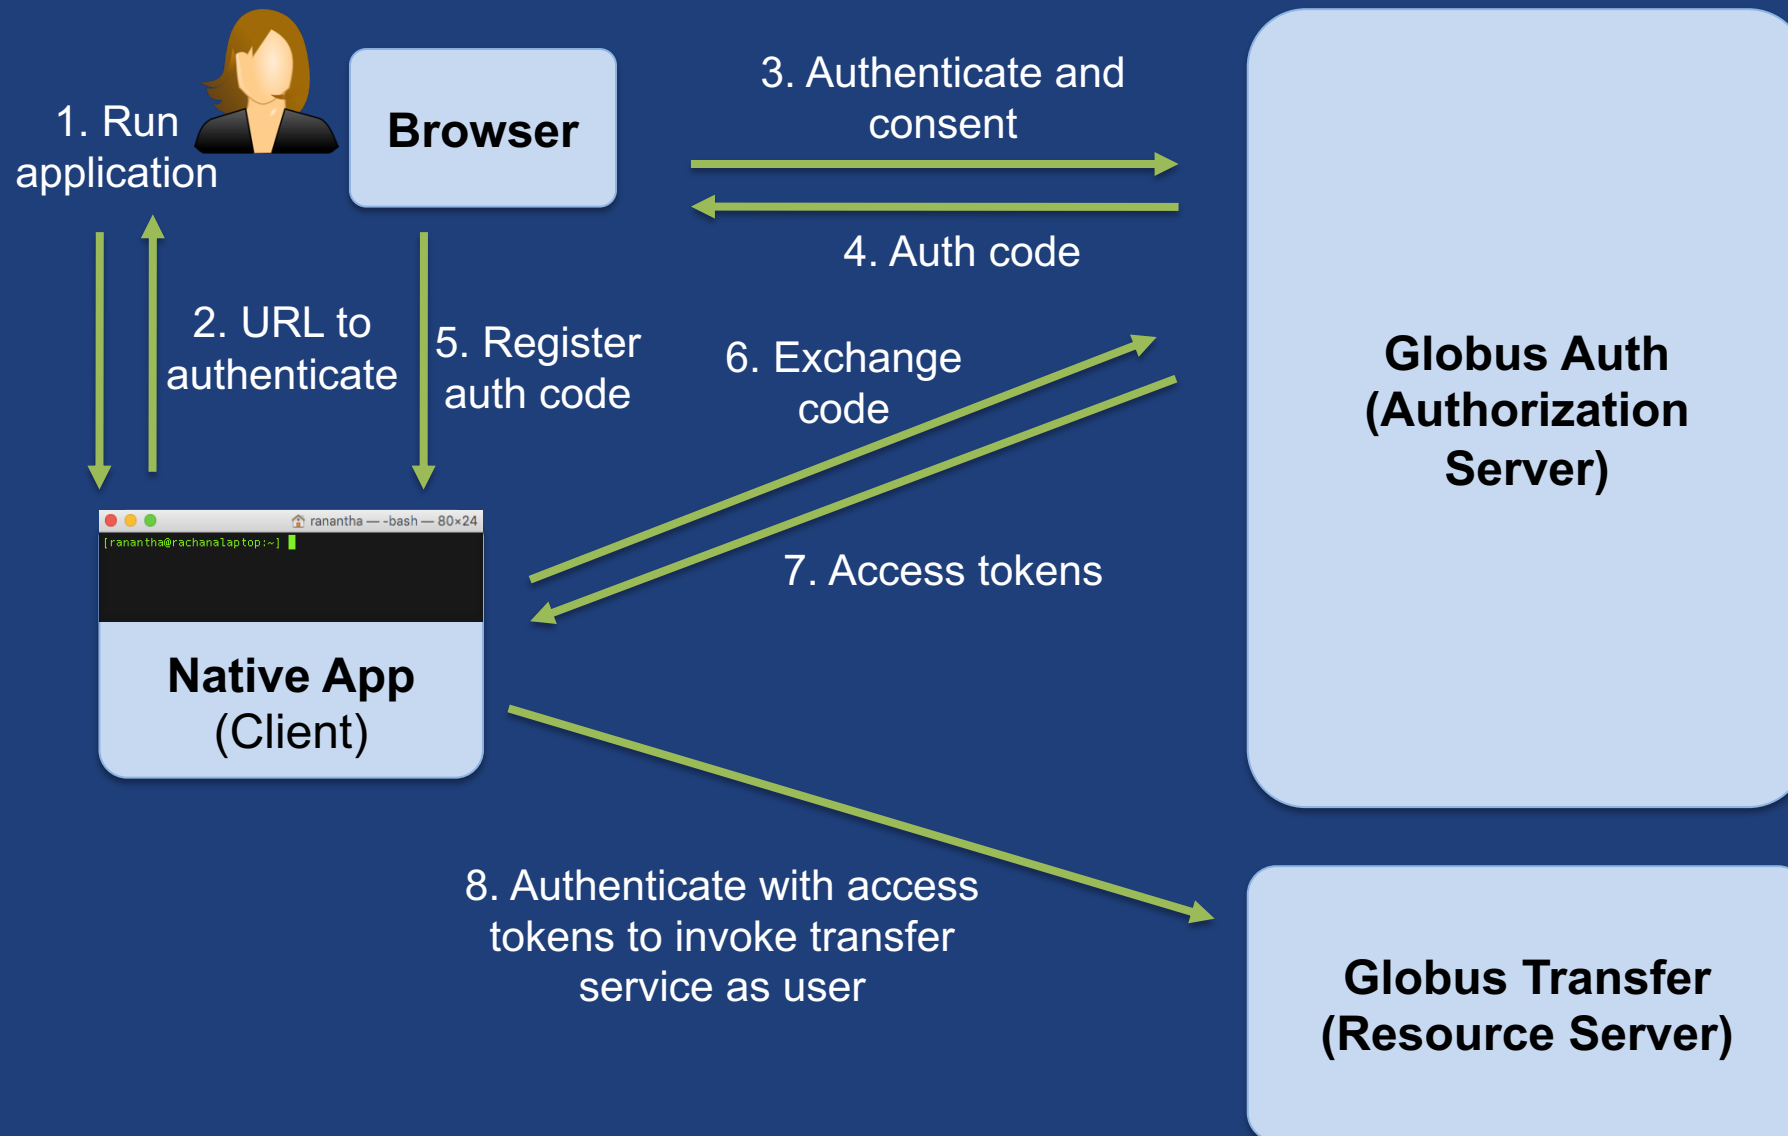 1. Run
application
Browser
3. Authenticate and
consent
4. Auth code
2. URL to
authenticate
5. Register
auth code
6. Exchange
code
7. Access tokens
Globus Auth
(Authorization
Server)
ranantha — -bash — 80×24
[ranantha@rachanalaptop:~]
Native App
(Client)
8. Authenticate with access
tokens to invoke transfer
service as user
Globus Transfer
(Resource Server)